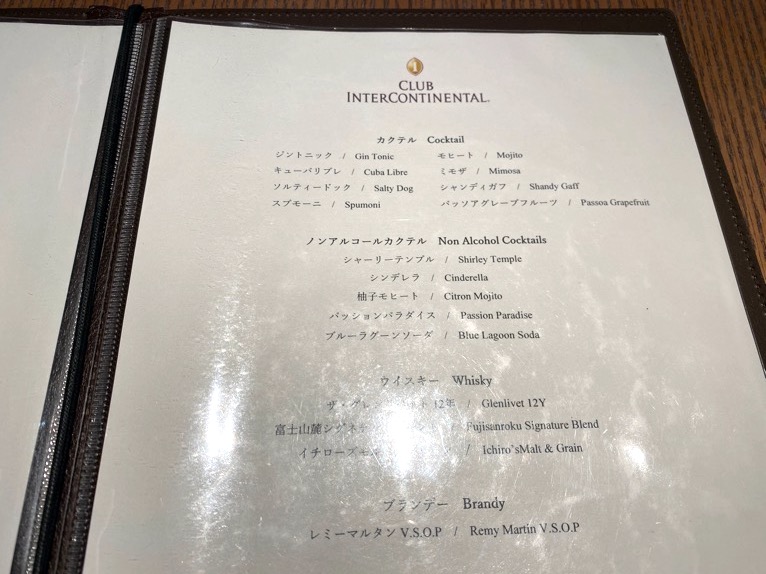 CLUB
INTERCONTINENTAL
カクテル Cocktail
ジントニック / Gin Tonic モヒート / Mojito
キューバリブレ / Cuba Libre ミモザ / Mimosa
ソルティードック / Salty Dog シャンディガフ / Shandy Gaff
スプモーニ / Spumoni パッソアグレープフルーツ / Passoa Grapefruit
ノンアルコールカクテル Non Alcohol Cocktails
シャーリーテンプル / Shirley Temple
シンデレラ / Cinderella
柚子モヒート / Citron Mojito
パッションパラダイス / Passion Paradise
ブルーラグーンソーダ / Blue Lagoon Soda
ウイスキー Whisky
ザ・グレ ト 12年 / Glenlivet 12Y
富士山麓シグネチ / Fujisanroku Signature Blend
イチローズモ / Ichiro'sMalt & Grain
ブランデー Brandy
レミーマルタン V.S.O.P / Remy Martin V.S.O.P